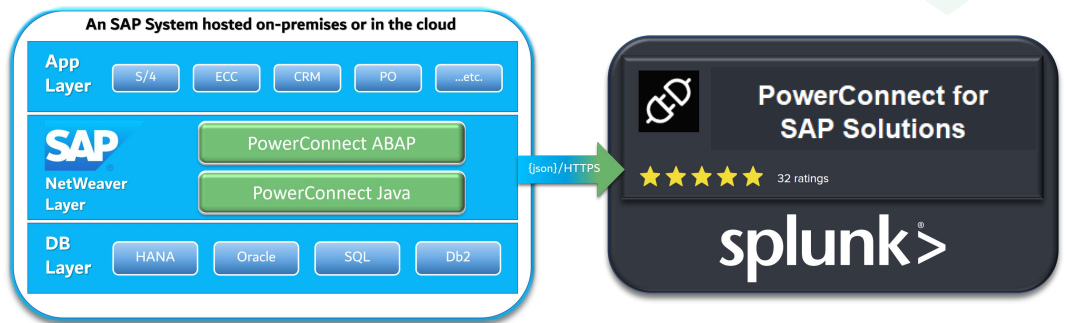 An SAP System hosted on-premises or in the cloud
App
Layer
S/4
ECC
CRM
PO
...etc.
SAP
NetWeaver
Layer
PowerConnect ABAP
PowerConnect Java
DB
Layer
HANA
Oracle
SQL
Db2
{json}/HTTPS
PowerConnect for
SAP Solutions
32 ratings
splunk>®